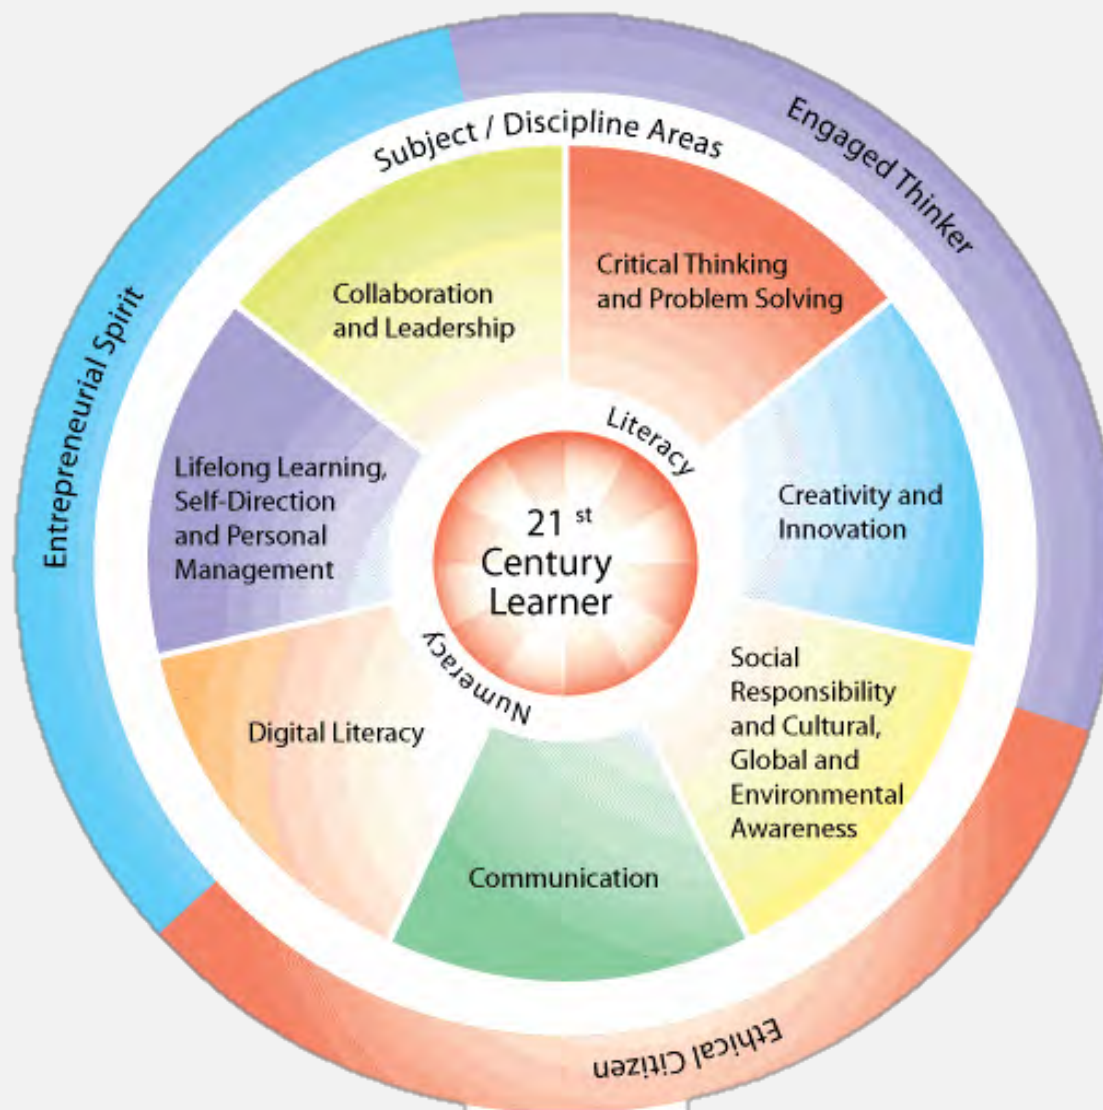 Subject / Discipline Areas
Engaged Thinker
Entrepreneurial Spirit
Ethical Citizen
Collaboration
and Leadership
Critical Thinking
and Problem Solving
Creativity and
Innovation
Social
Responsibility
and Cultural,
Global and
Environmental
Awareness
Communication
Digital Literacy
Lifelong Learning,
Self-Direction
and Personal
Management
Literacy
21 st
Century
Learner
Numeracy